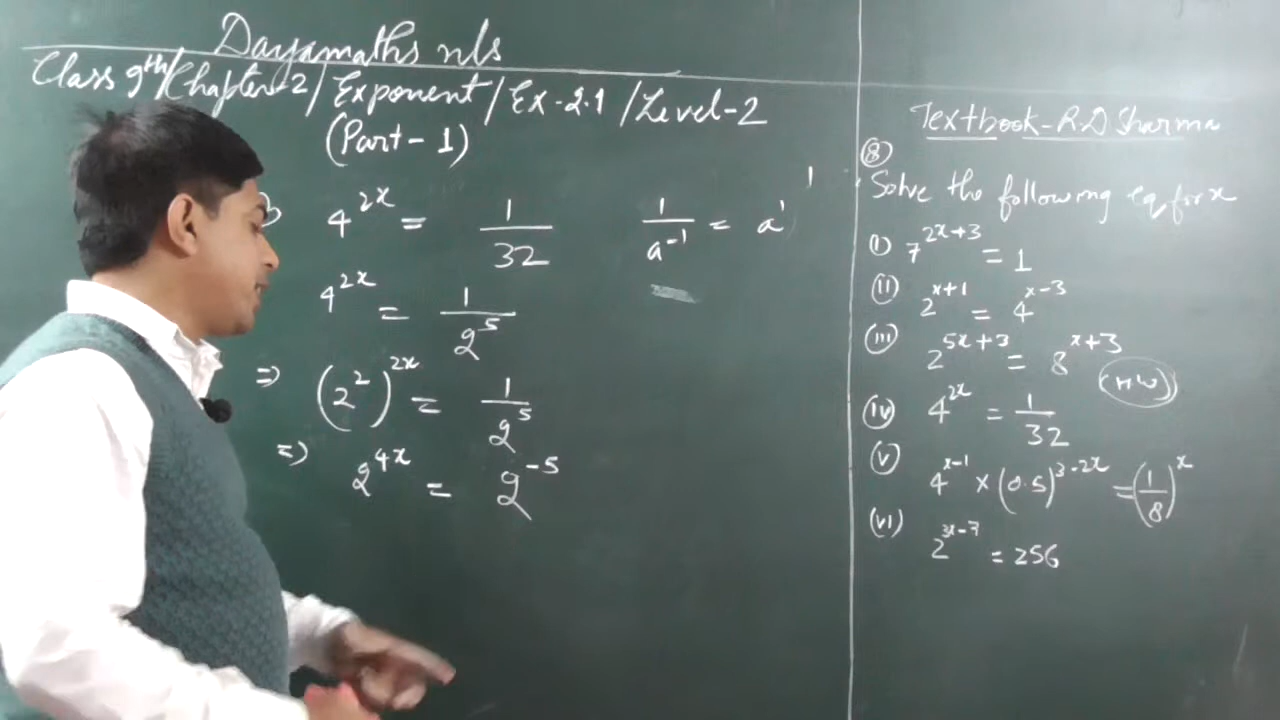 Dayamaths nls
Class 9th/Chapter-2/Exponent/Ex-2.1/Level-2
(Part-1)
4^{2x} = 1/32
1/a^{-1} = a^1
1
4^{2x} = 1/2^5
⇒ (2^2)^{2x} = 1/2^5
⇒ 2^{4x} = 2^{-5}
Textbook-R.D Sharma
(8)
Solve the following eq for x
(i) 7^{2x+3} = 1
(ii) 2^{x+1} = 4^{x-3}
(iii) 2^{5x+3} = 8^{x+3}
(HW)
(iv) 4^{2x} = 1/32
(v) 4^{x-1} × (0.5)^{3-2x} = (1/8)^x
(vi) 2^{3x-7} = 256